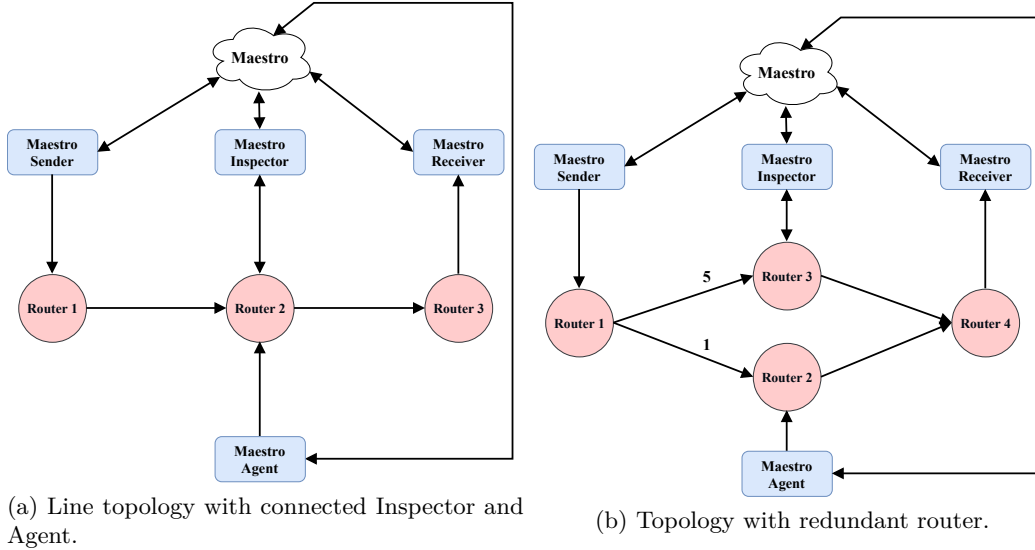 Maestro
Maestro
Sender
Maestro
Inspector
Maestro
Receiver
Router 1
Router 2
Router 3
Maestro
Agent
(a) Line topology with connected Inspector and
Agent.
Maestro
Maestro
Sender
Maestro
Inspector
Maestro
Receiver
5
Router 3
Router 1
Router 4
1
Router 2
Maestro
Agent
(b) Topology with redundant router.